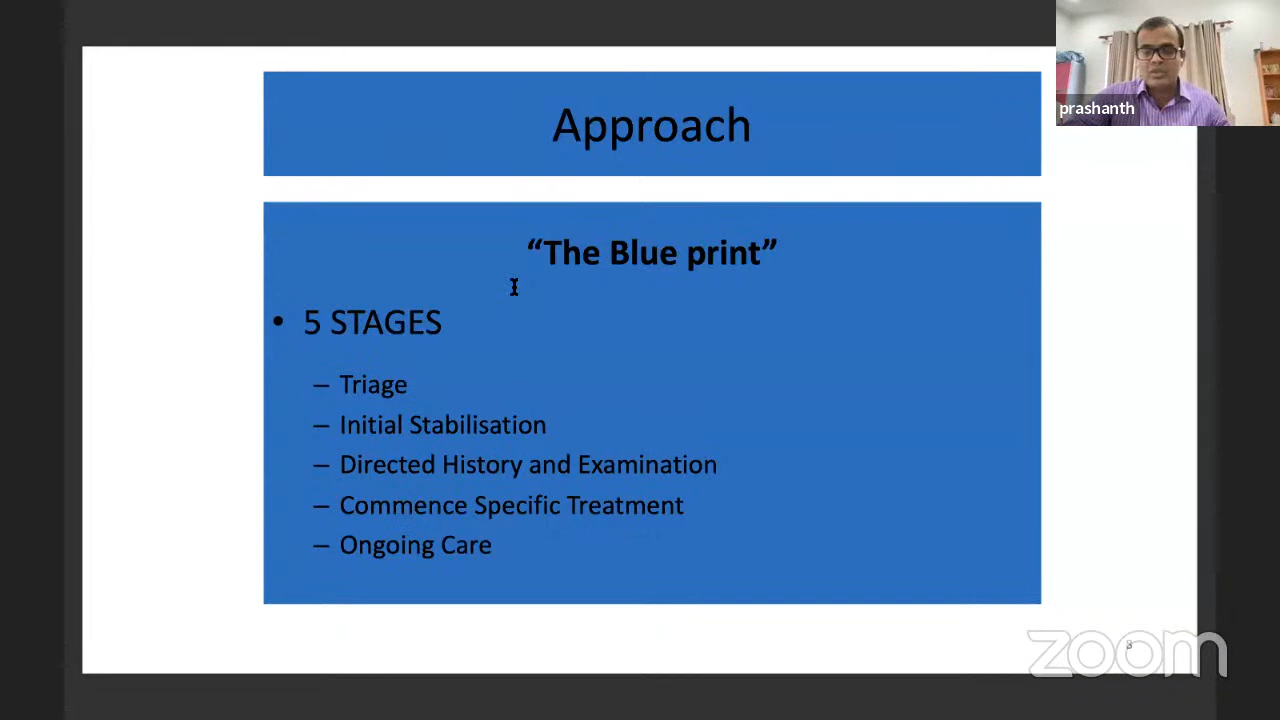 prashanth
Approach
“The Blue print”
• 5 STAGES
– Triage
– Initial Stabilisation
– Directed History and Examination
– Commence Specific Treatment
– Ongoing Care
zoom